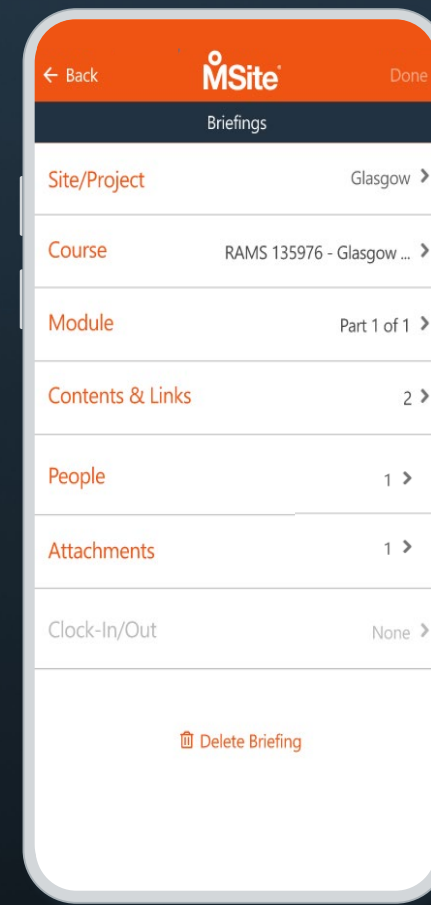 ← Back MSite Done
Briefings
Site/Project Glasgow >
Course RAMS 135976 - Glasgow ... >
Module Part 1 of 1 >
Contents & Links 2 >
People 1 >
Attachments 1 >
Clock-In/Out None >
Delete Briefing